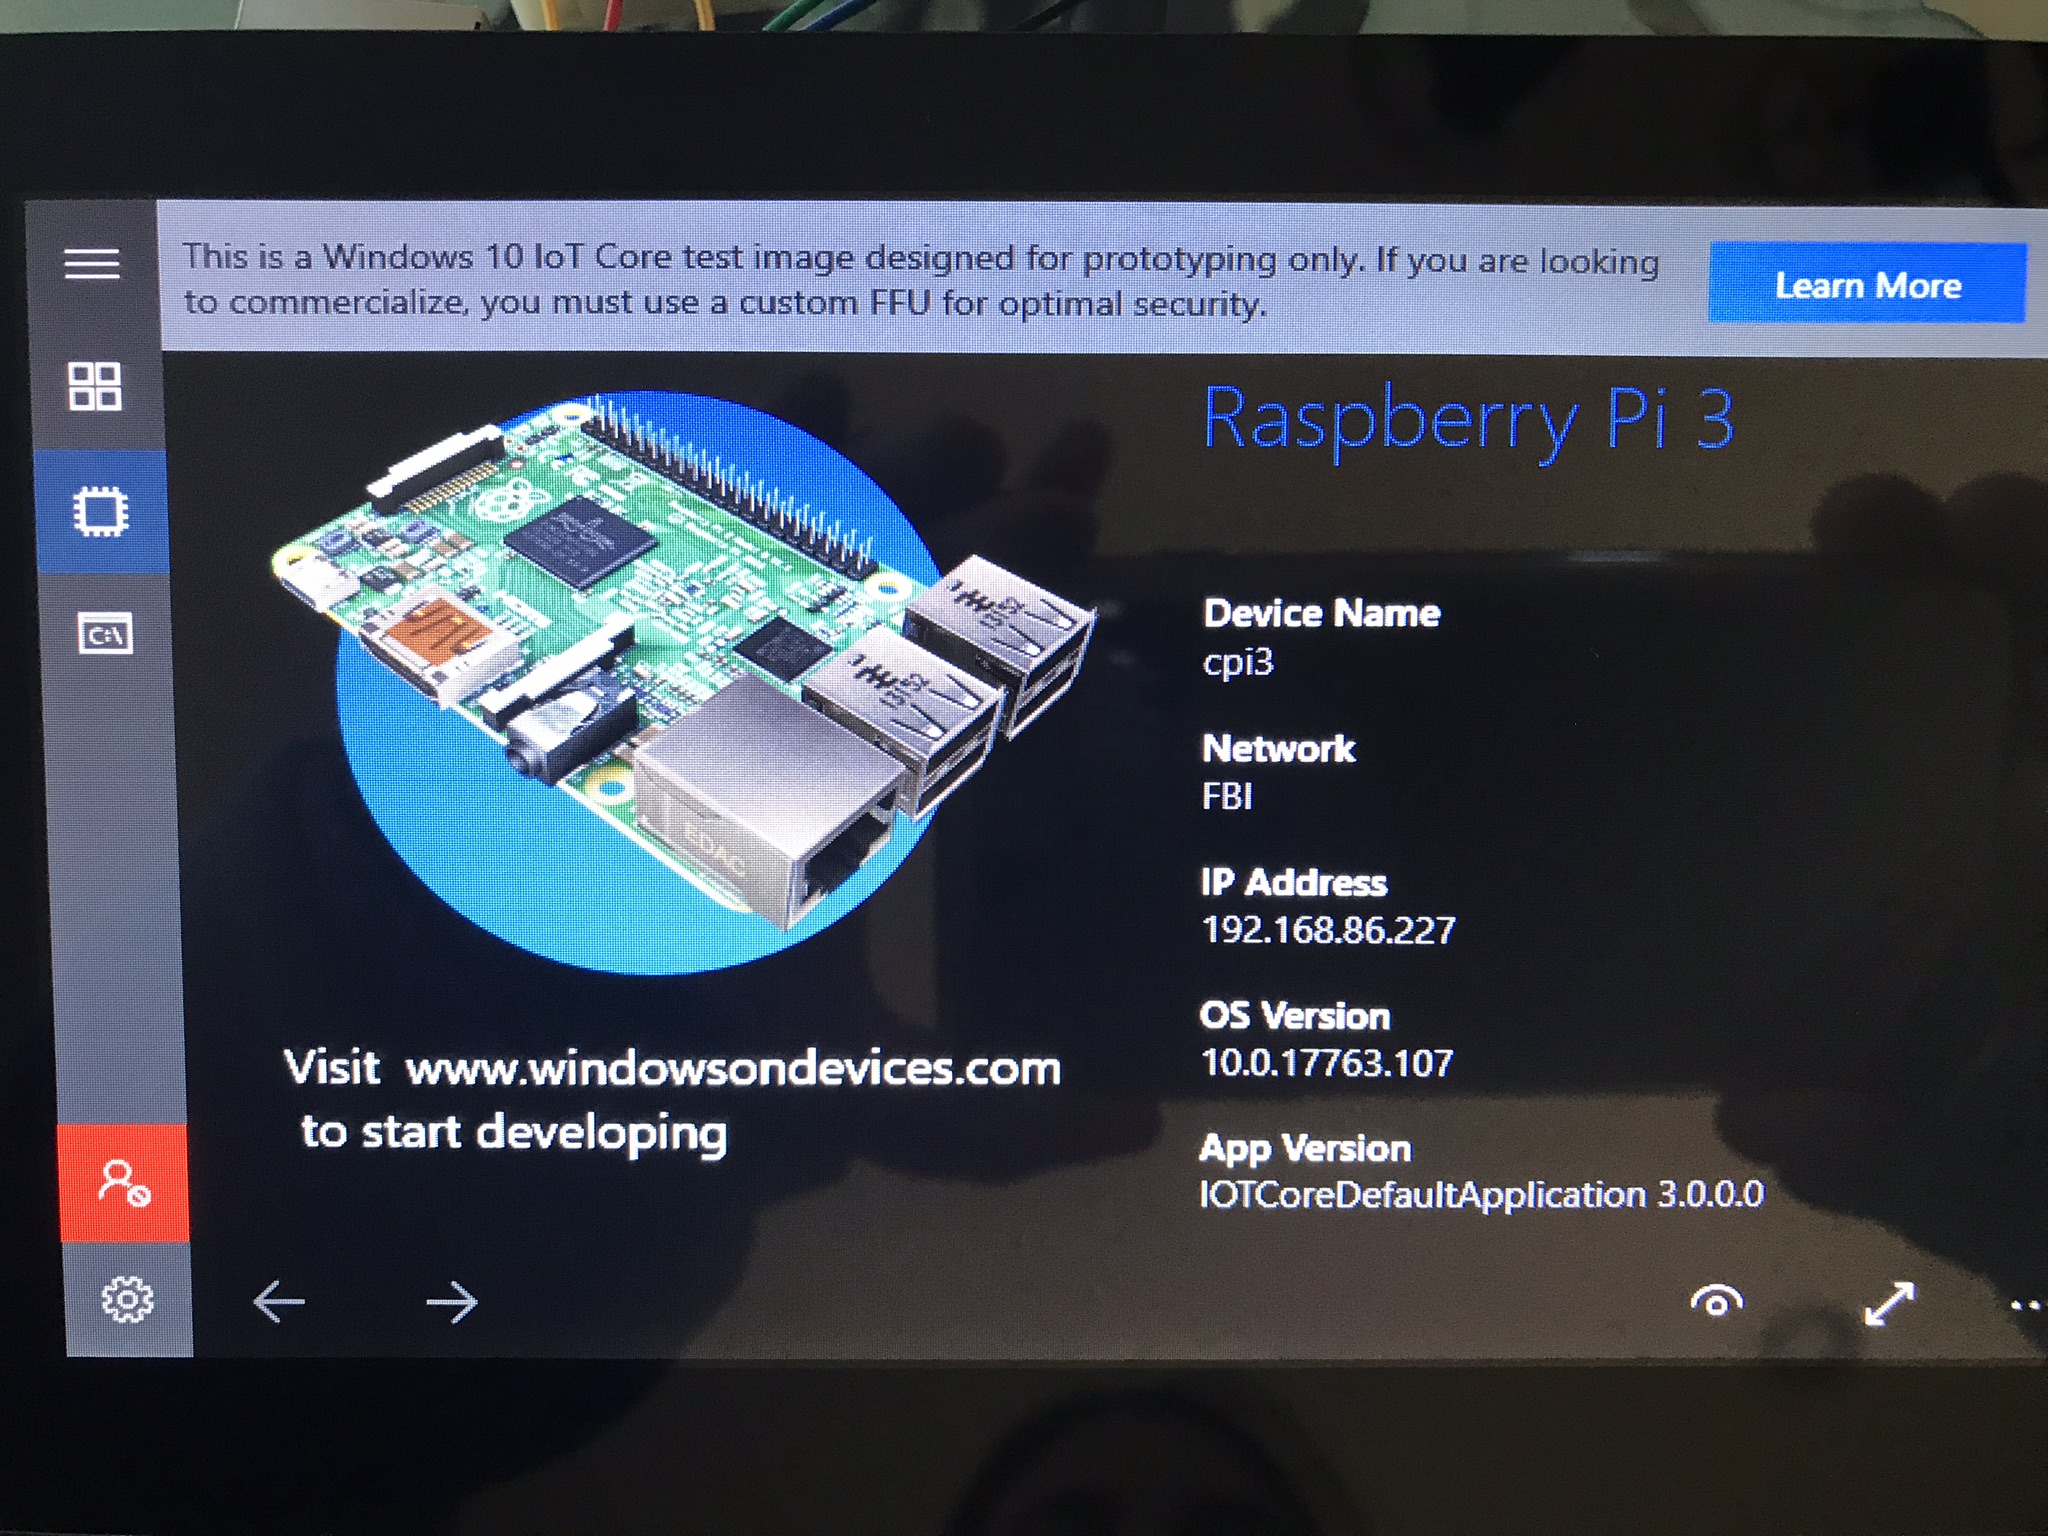 This is a Windows 10 IoT Core test image designed for prototyping only. If you are looking
to commercialize, you must use a custom FFU for optimal security.
Learn More
Raspberry Pi 3
C:\
Device Name
cpi3
Network
FBI
EDAC
IP Address
192.168.86.227
OS Version
10.0.17763.107
Visit www.windowsondevices.com
to start developing
App Version
IOTCoreDefaultApplication 3.0.0.0